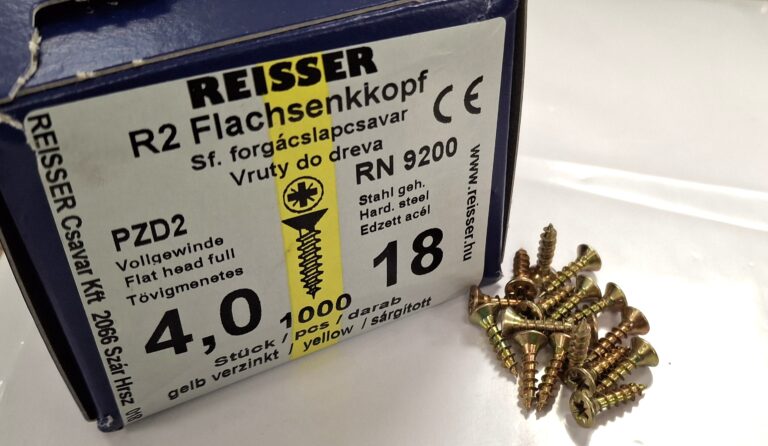 REISSER
R2 Flachsenkkopf
Sf. forgácslapcsavar
Vruty do dreva
CE
RN 9200
PZD2
Vollgewinde
Flat head full
Tövigmenetes
Stahl geh.
Hard. steel
Edzett acél
4,0
18
1000
Stück / pcs / darab
gelb verzinkt / yellow / sárgított
REISSER Csavar Kft 2066 Szár Hrsz 018
www.reisser.hu